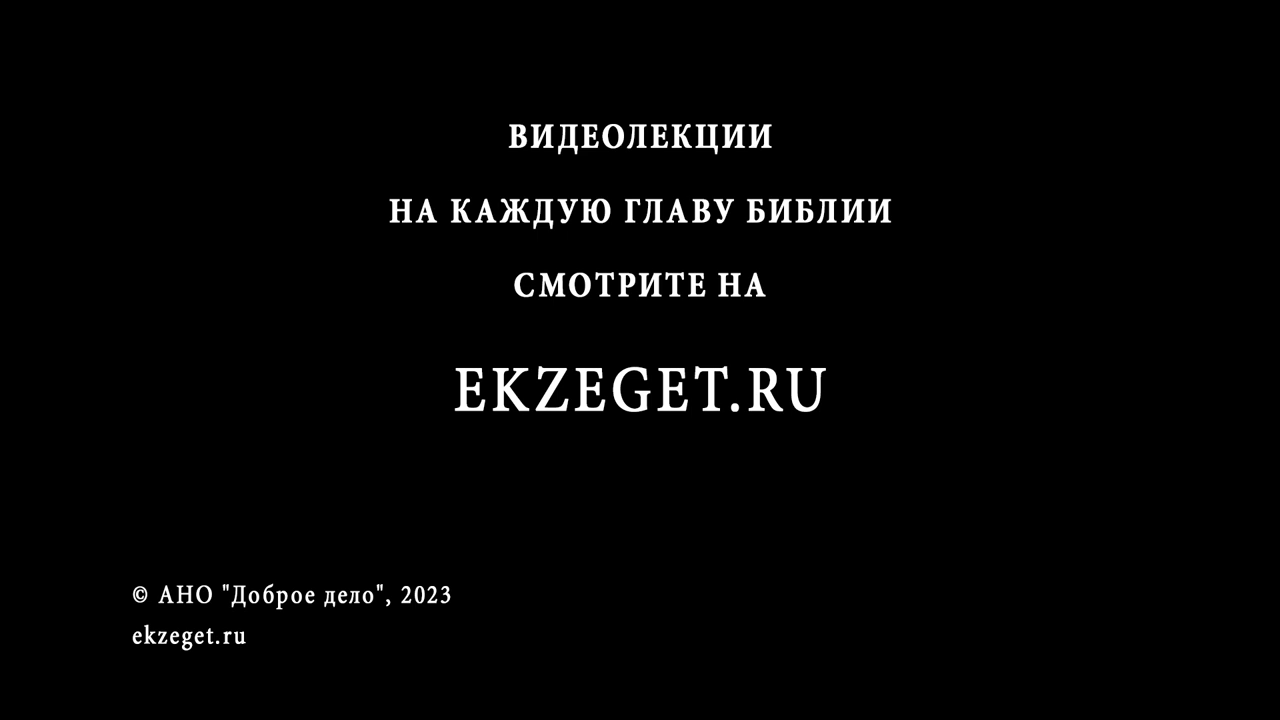 ВИДЕОЛЕКЦИИ
НА КАЖДУЮ ГЛАВУ БИБЛИИ
СМОТРИТЕ НА
EKZEGET.RU
© АНО "Доброе дело", 2023
ekzeget.ru